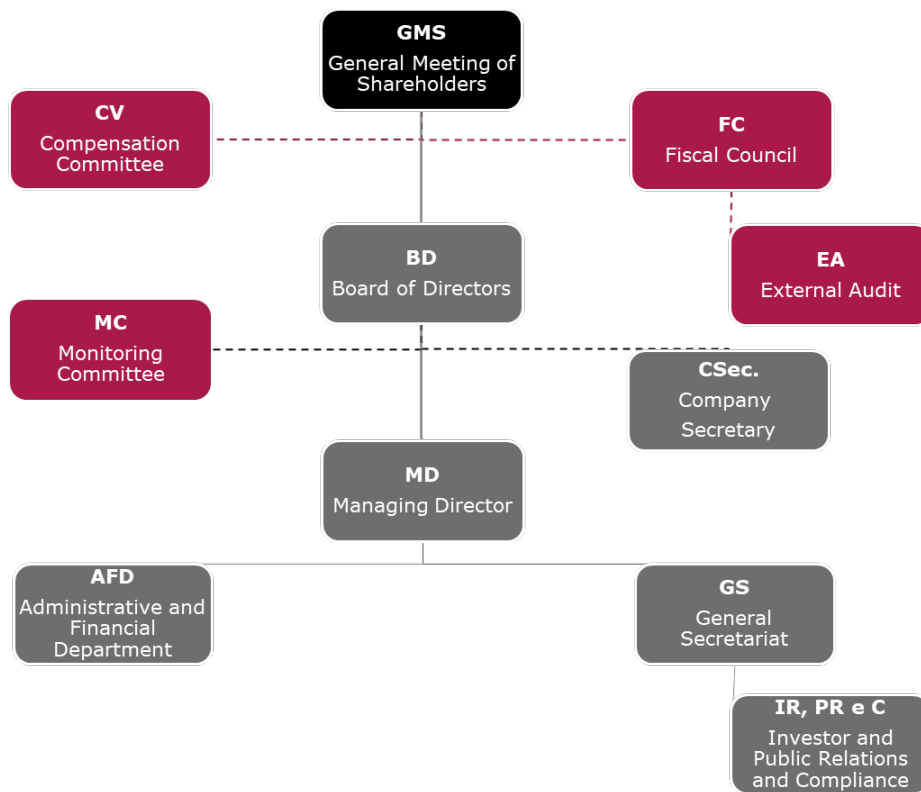 GMS
General Meeting of
Shareholders
CV
Compensation
Committee
FC
Fiscal Council
BD
Board of Directors
EA
External Audit
MC
Monitoring
Committee
CSec.
Company
Secretary
MD
Managing Director
AFD
Administrative and
Financial
Department
GS
General
Secretariat
IR, PR e C
Investor and
Public Relations
and Compliance